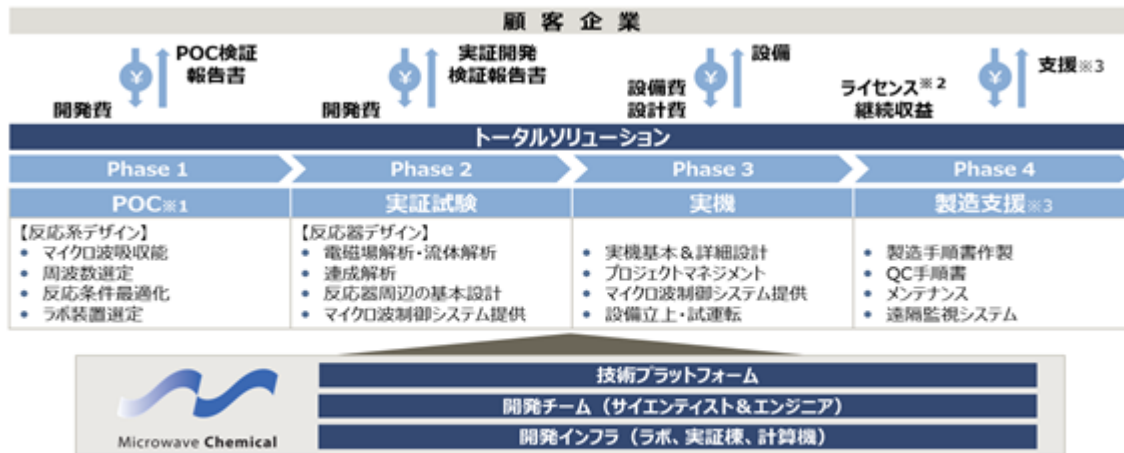 顧客企業
POC検証
報告書
開発費
実証開発
検証報告書
開発費
設備
設備費
設計費
支援※3
ライセンス※2
継続収益
トータルソリューション
Phase 1
Phase 2
Phase 3
Phase 4
POC※1
実証試験
実機
製造支援※3
【反応系デザイン】
• マイクロ波吸収能
• 周波数選定
• 反応条件最適化
• ラボ装置選定
【反応器デザイン】
• 電磁場解析・流体解析
• 連成解析
• 反応器周辺の基本設計
• マイクロ波制御システム提供
• 実機基本＆詳細設計
• プロジェクトマネジメント
• マイクロ波制御システム提供
• 設備立上・試運転
• 製造手順書作製
• QC手順書
• メンテナンス
•遠隔監視システム
Microwave Chemical
技術プラットフォーム
開発チーム（サイエンティスト＆エンジニア）
開発インフラ（ラボ、実証棟、計算機）